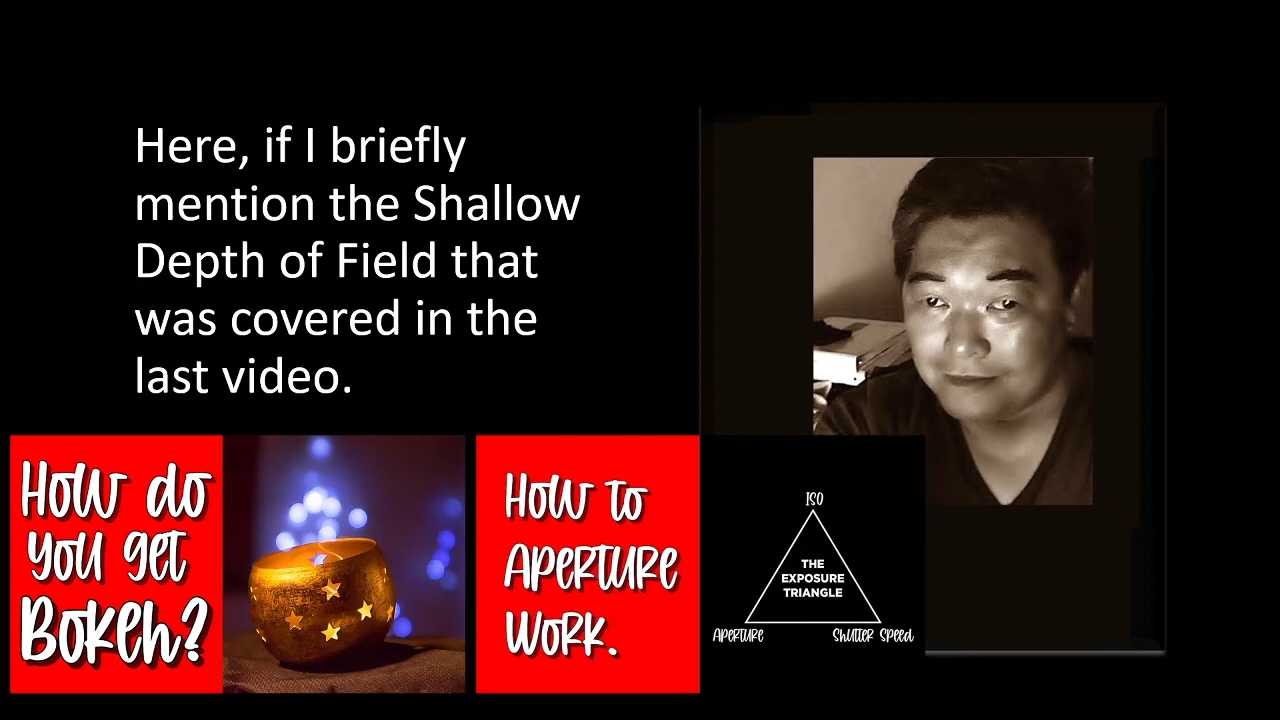 Here, if I briefly
mention the Shallow
Depth of Field that
was covered in the
last video.
How do
you get
Bokeh?
How to
Aperture
Work.
ISO
THE
EXPOSURE
TRIANGLE
Aperture
Shutter Speed